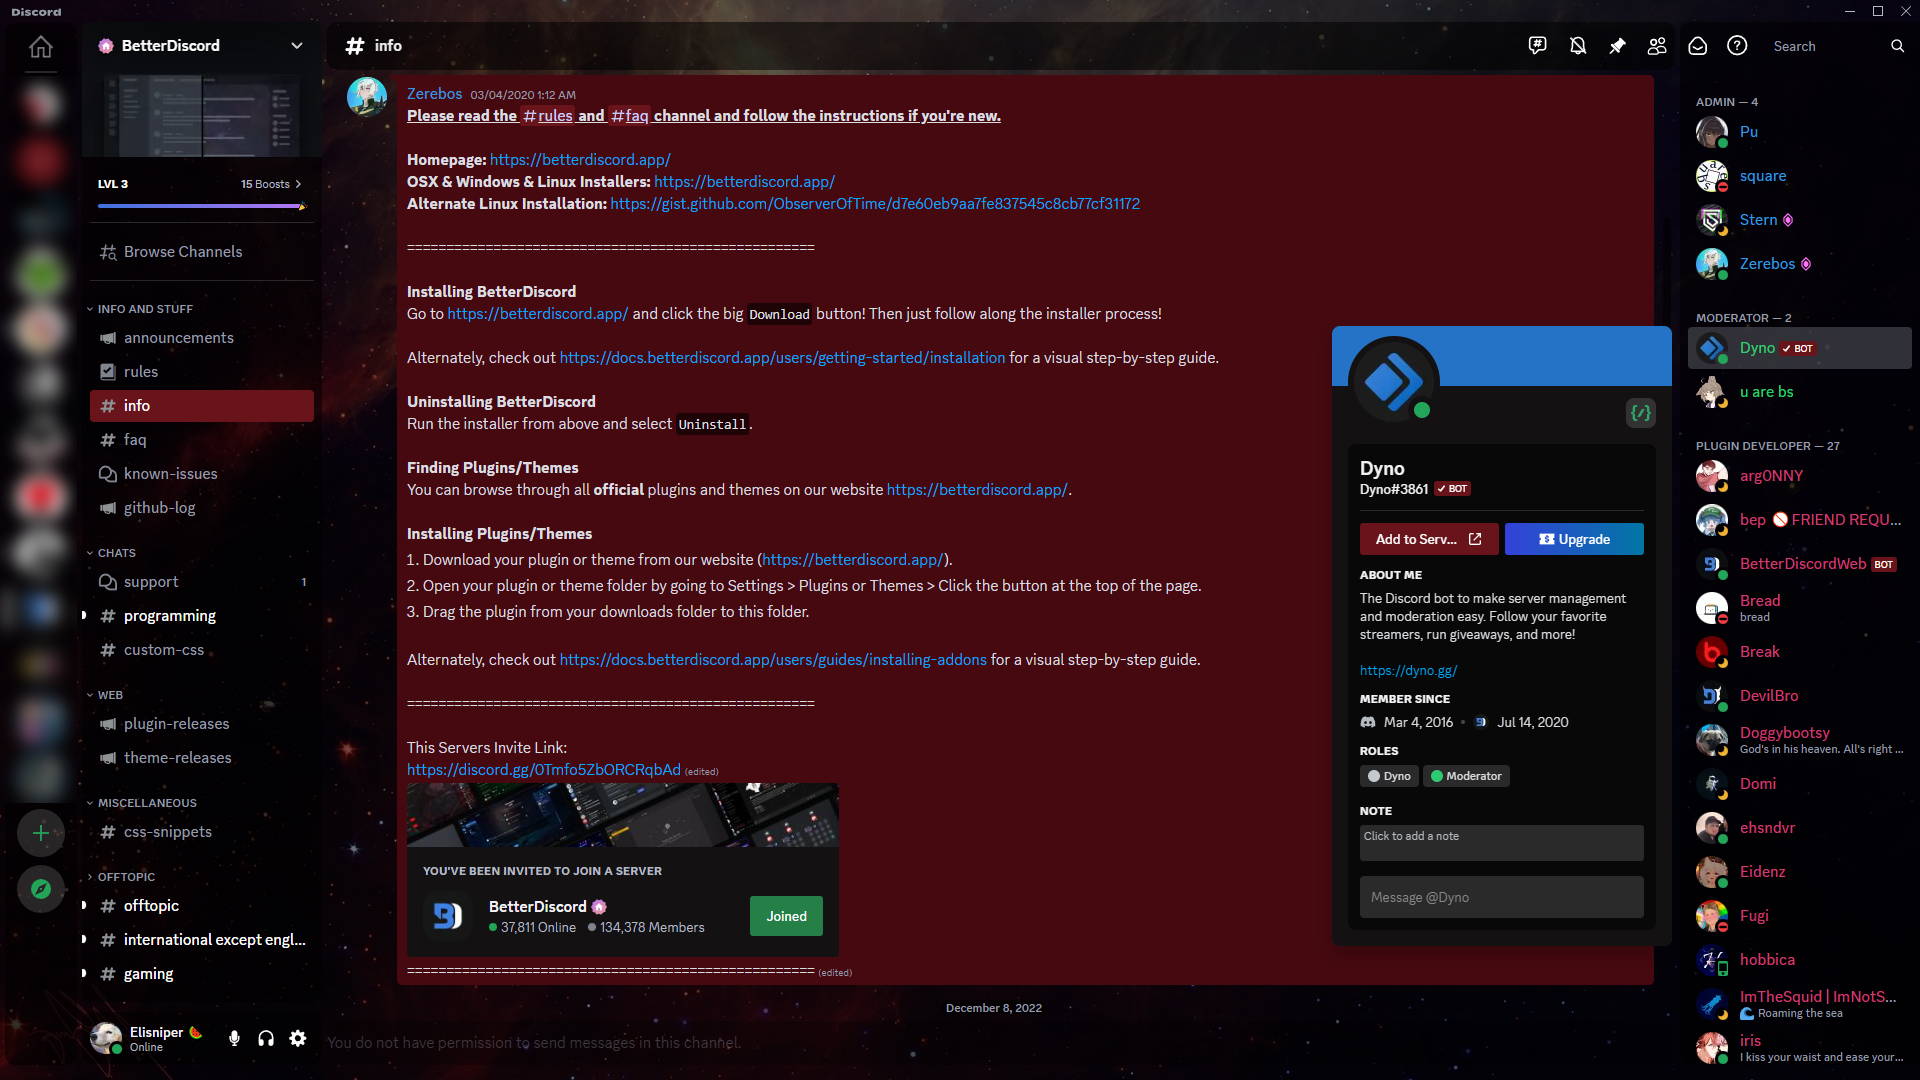 Discord
BetterDiscord
LVL 3
15 Boosts
Browse Channels
INFO AND STUFF
announcements
rules
info
faq
known-issues
github-log
CHATS
support
1
programming
custom-css
WEB
plugin-releases
theme-releases
MISCELLANEOUS
css-snippets
OFFTOPIC
offtopic
international except engl...
gaming
Elisniper
Online
info
Search
Zerebos 03/04/2020 1:12 AM
Please read the #rules and #faq channel and follow the instructions if you're new.
Homepage: https://betterdiscord.app/
OSX & Windows & Linux Installers: https://betterdiscord.app/
Alternate Linux Installation: https://gist.github.com/ObserverOfTime/d7e60eb9aa7fe837545c8cb77cf31172
===================================================
Installing BetterDiscord
Go to https://betterdiscord.app/ and click the big Download button! Then just follow along the installer process!
Alternately, check out https://docs.betterdiscord.app/users/getting-started/installation for a visual step-by-step guide.
Uninstalling BetterDiscord
Run the installer from above and select Uninstall.
Finding Plugins/Themes
You can browse through all official plugins and themes on our website https://betterdiscord.app/.
Installing Plugins/Themes
1. Download your plugin or theme from our website (https://betterdiscord.app/).
2. Open your plugin or theme folder by going to Settings > Plugins or Themes > Click the button at the top of the page.
3. Drag the plugin from your downloads folder to this folder.
Alternately, check out https://docs.betterdiscord.app/users/guides/installing-addons for a visual step-by-step guide.
===================================================
This Servers Invite Link:
https://discord.gg/0Tmfo5ZbORCRqbAd (edited)
YOU'VE BEEN INVITED TO JOIN A SERVER
BetterDiscord
37,811 Online 134,378 Members
Joined
=================================================== (edited)
December 8, 2022
You do not have permission to send messages in this channel.
Dyno
Dyno#3861 BOT
Add to Serv...
Upgrade
ABOUT ME
The Discord bot to make server management
and moderation easy. Follow your favorite
streamers, run giveaways, and more!
https://dyno.gg/
MEMBER SINCE
Mar 4, 2016 • Jul 14, 2020
ROLES
Dyno
Moderator
NOTE
Click to add a note
Message @Dyno
ADMIN — 4
Pu
square
Stern
Zerebos
MODERATOR — 2
Dyno BOT
u are bs
PLUGIN DEVELOPER — 27
arg0NNY
bep FRIEND REQU...
BetterDiscordWeb BOT
Bread
bread
Break
DevilBro
Doggybootsy
God's in his heaven. All's right ...
Domi
ehsndvr
Eidenz
Fugi
hobbica
ImTheSquid | ImNotS...
Roaming the sea
iris
I kiss your waist and ease your...